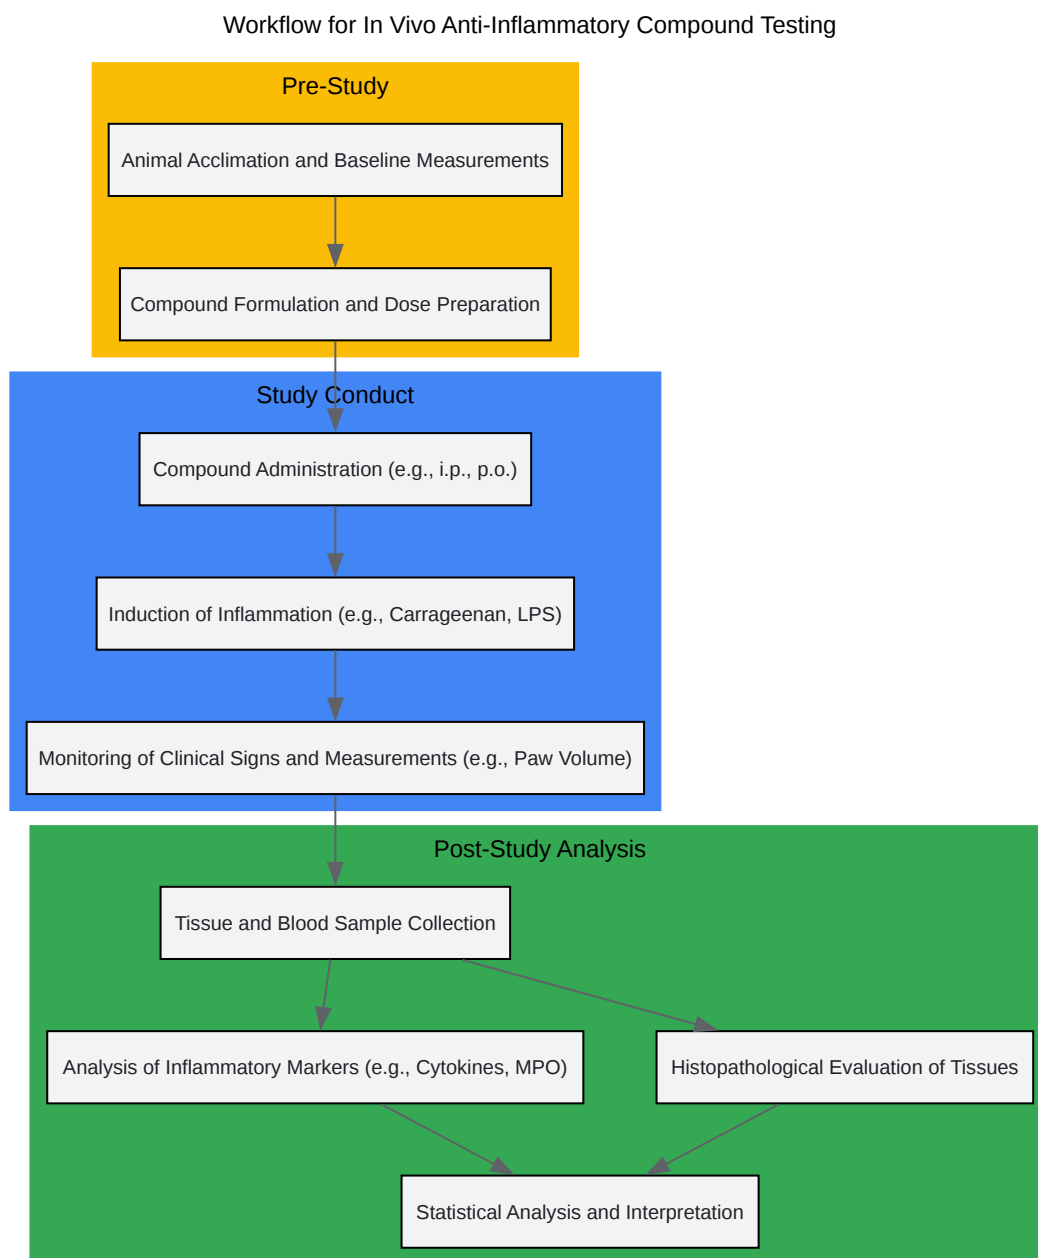 Workflow for In Vivo Anti-Inflammatory Compound Testing
Pre-Study
Animal Acclimation and Baseline Measurements
Compound Formulation and Dose Preparation
Study Conduct
Compound Administration (e.g., i.p., p.o.)
Induction of Inflammation (e.g., Carrageenan, LPS)
Monitoring of Clinical Signs and Measurements (e.g., Paw Volume)
Post-Study Analysis
Tissue and Blood Sample Collection
Analysis of Inflammatory Markers (e.g., Cytokines, MPO)
Histopathological Evaluation of Tissues
Statistical Analysis and Interpretation